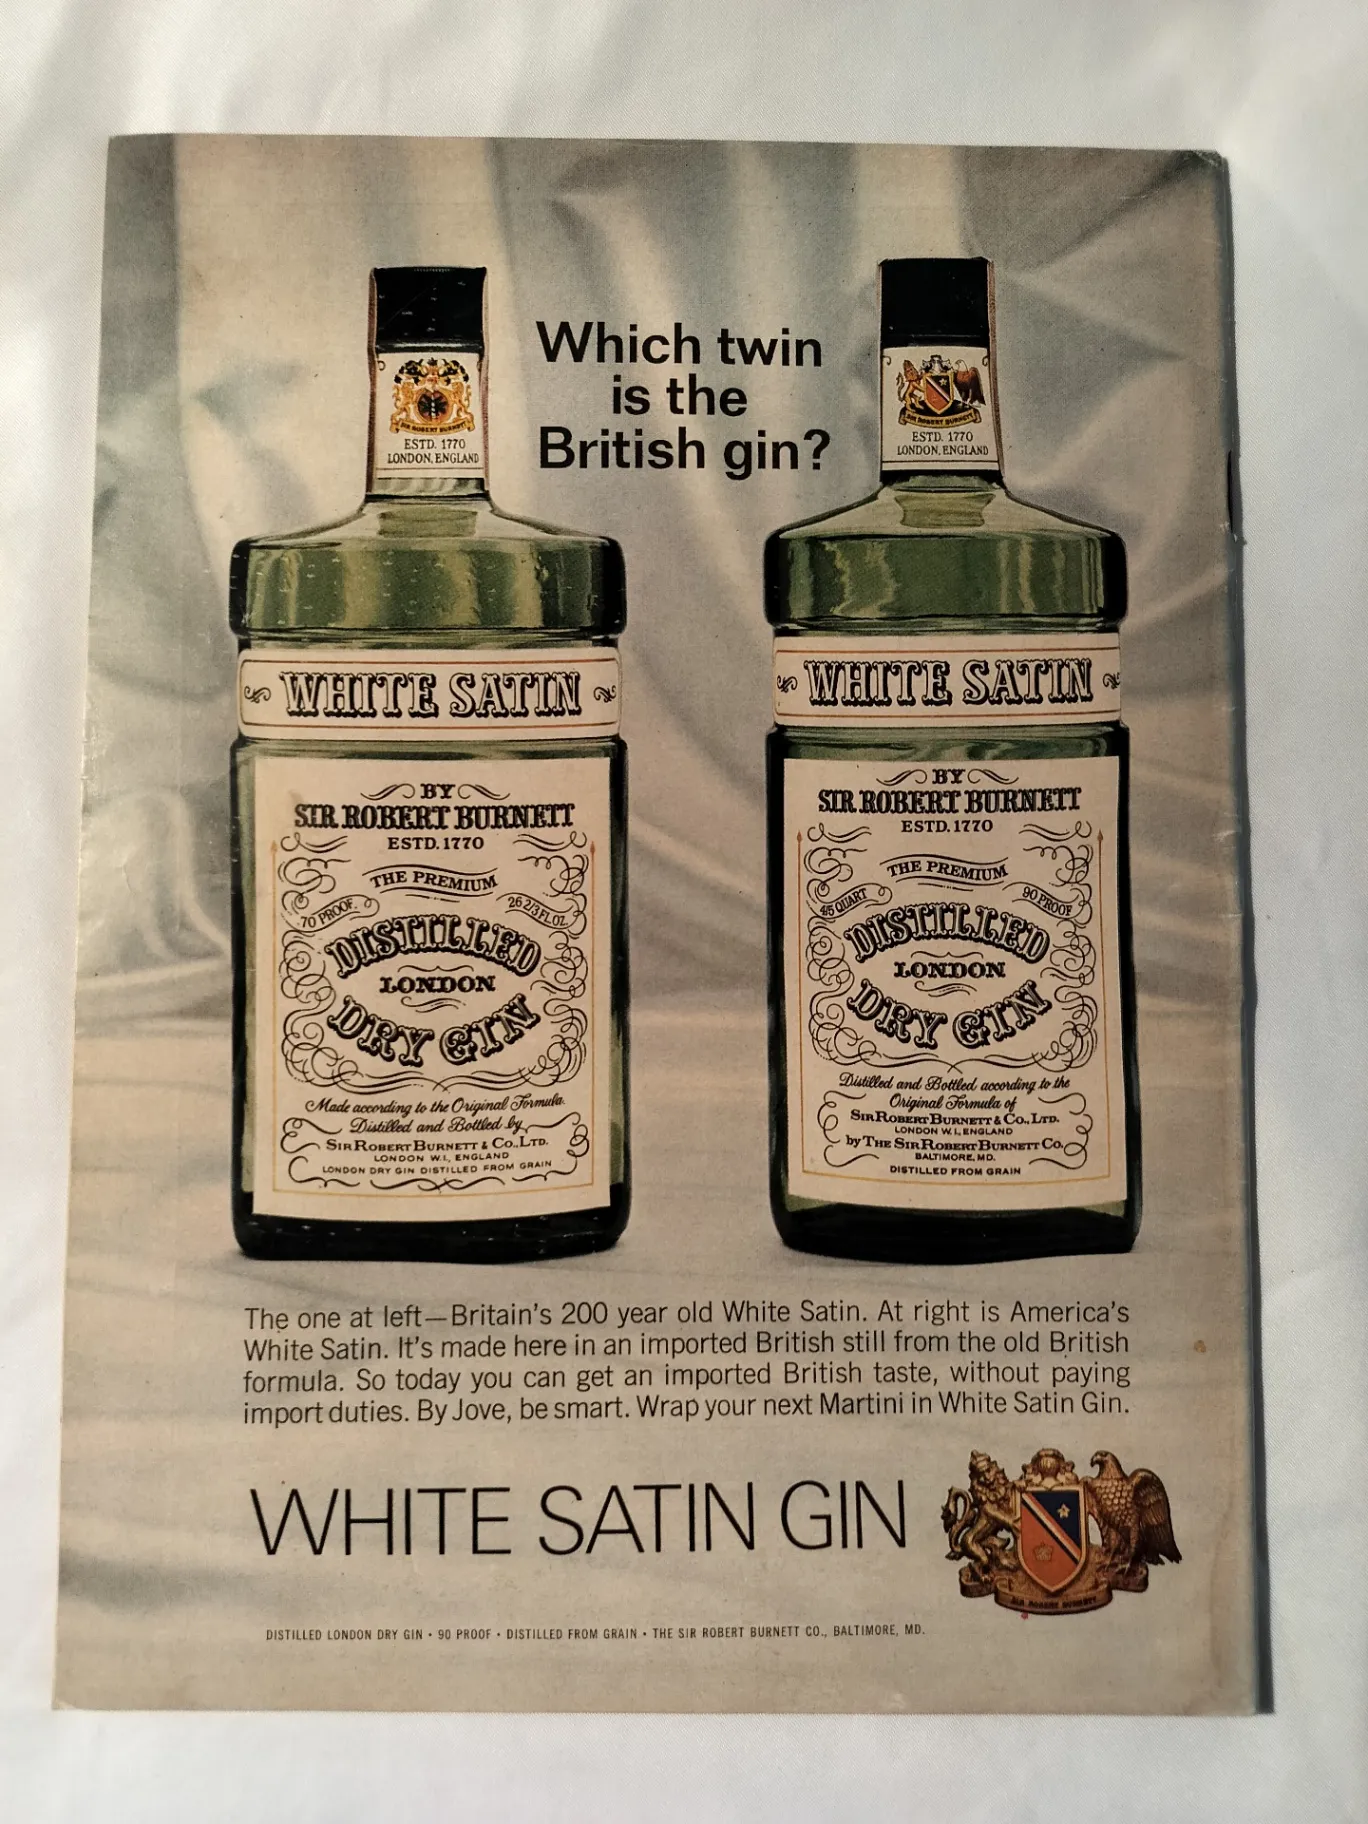 Which twin
is the
British gin?
SIR ROBERT BURNETT
ESTD. 1770
LONDON, ENGLAND
WHITE SATIN
BY
SIR ROBERT BURNETT
ESTD. 1770
THE PREMIUM
70 PROOF.
26 2/3 FL. OZ.
DISTILLED
LONDON
DRY GIN
Made according to the Original Formula.
Distilled and Bottled by
SIR ROBERT BURNETT & CO., LTD.
LONDON W.1., ENGLAND
LONDON DRY GIN DISTILLED FROM GRAIN
SIR ROBERT BURNETT
ESTD. 1770
LONDON, ENGLAND
WHITE SATIN
BY
SIR ROBERT BURNETT
ESTD. 1770
THE PREMIUM
4/5 QUART
90 PROOF
DISTILLED
LONDON
DRY GIN
Distilled and Bottled according to the
Original Formula of
SIR ROBERT BURNETT & CO., LTD.
LONDON W.1., ENGLAND
by THE SIR ROBERT BURNETT CO.
BALTIMORE, MD.
DISTILLED FROM GRAIN
The one at left—Britain's 200 year old White Satin. At right is America's
White Satin. It's made here in an imported British still from the old British
formula. So today you can get an imported British taste, without paying
import duties. By Jove, be smart. Wrap your next Martini in White Satin Gin.
WHITE SATIN GIN
SIR ROBERT BURNETT
DISTILLED LONDON DRY GIN • 90 PROOF • DISTILLED FROM GRAIN • THE SIR ROBERT BURNETT CO., BALTIMORE, MD.